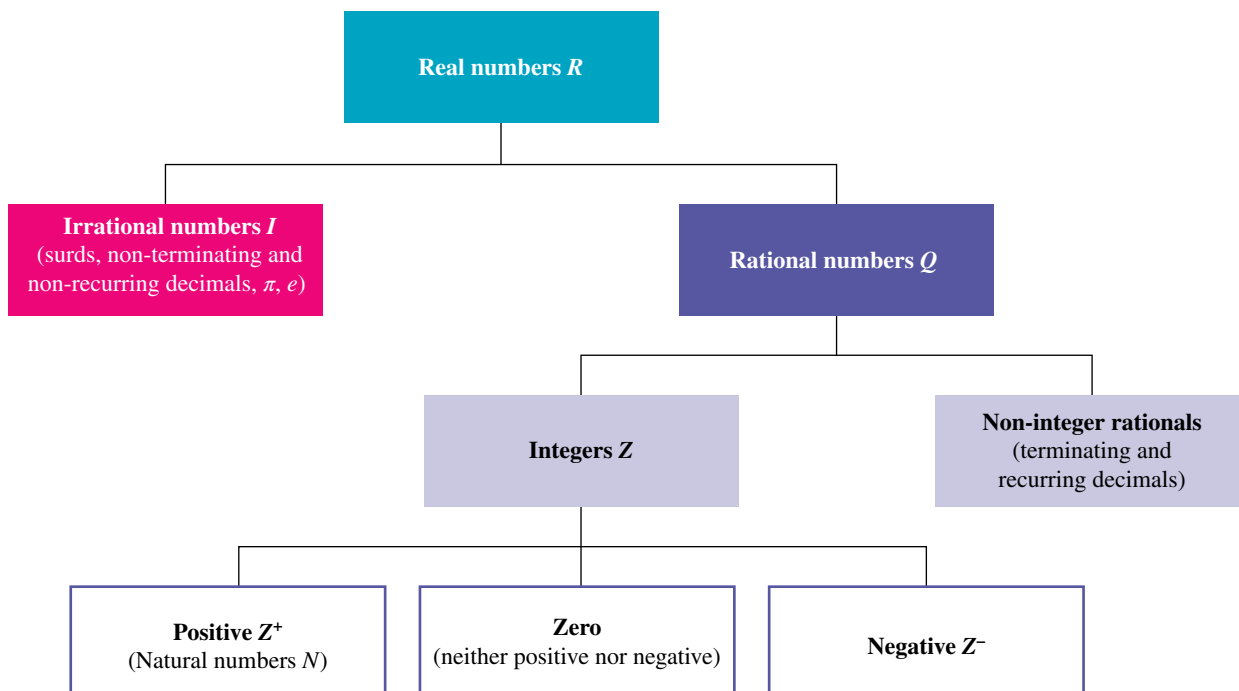 Real numbers R
Irrational numbers I
(surds, non-terminating and
non-recurring decimals, π, e)
Rational numbers Q
Integers Z
Non-integer rationals
(terminating and
recurring decimals)
Positive Z⁺
(Natural numbers N)
Zero
(neither positive nor negative)
Negative Z⁻